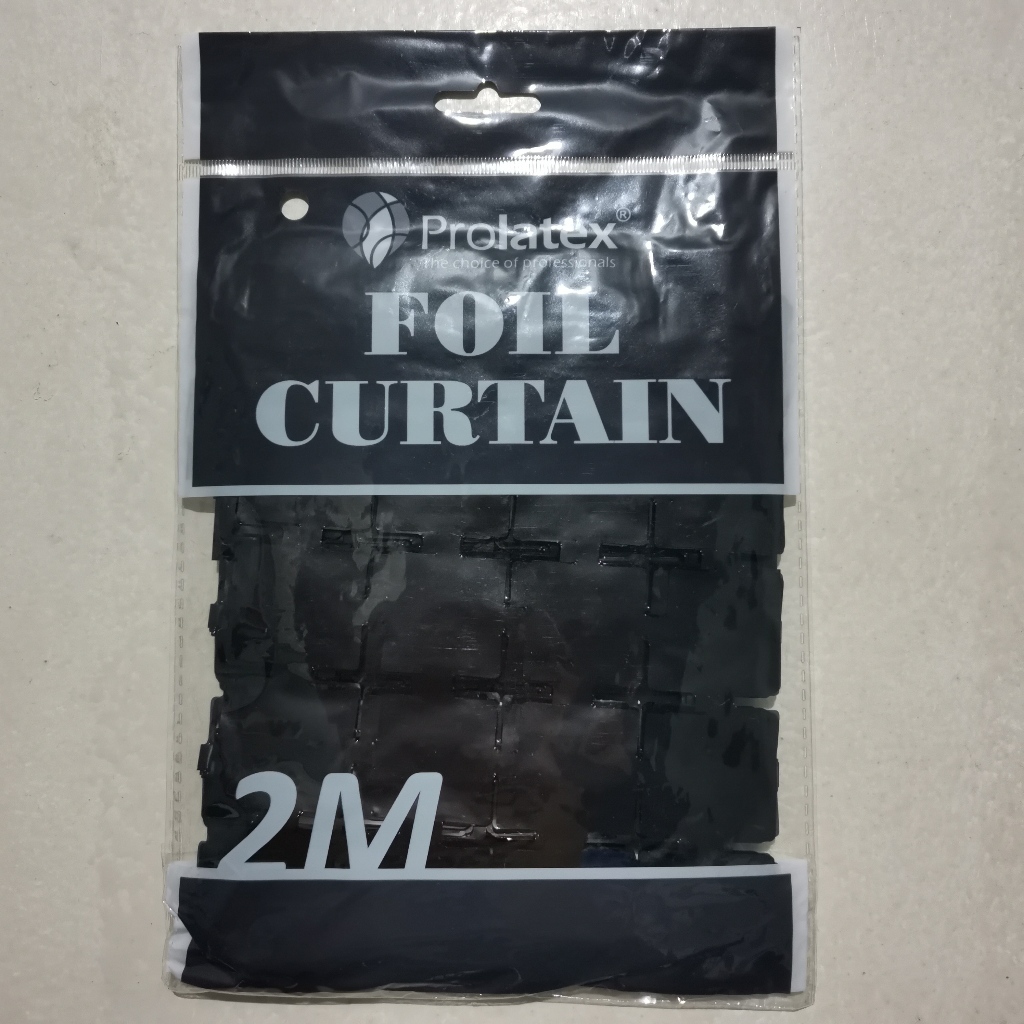 Prolatex®
The choice of professionals
FOIL
CURTAIN
2M